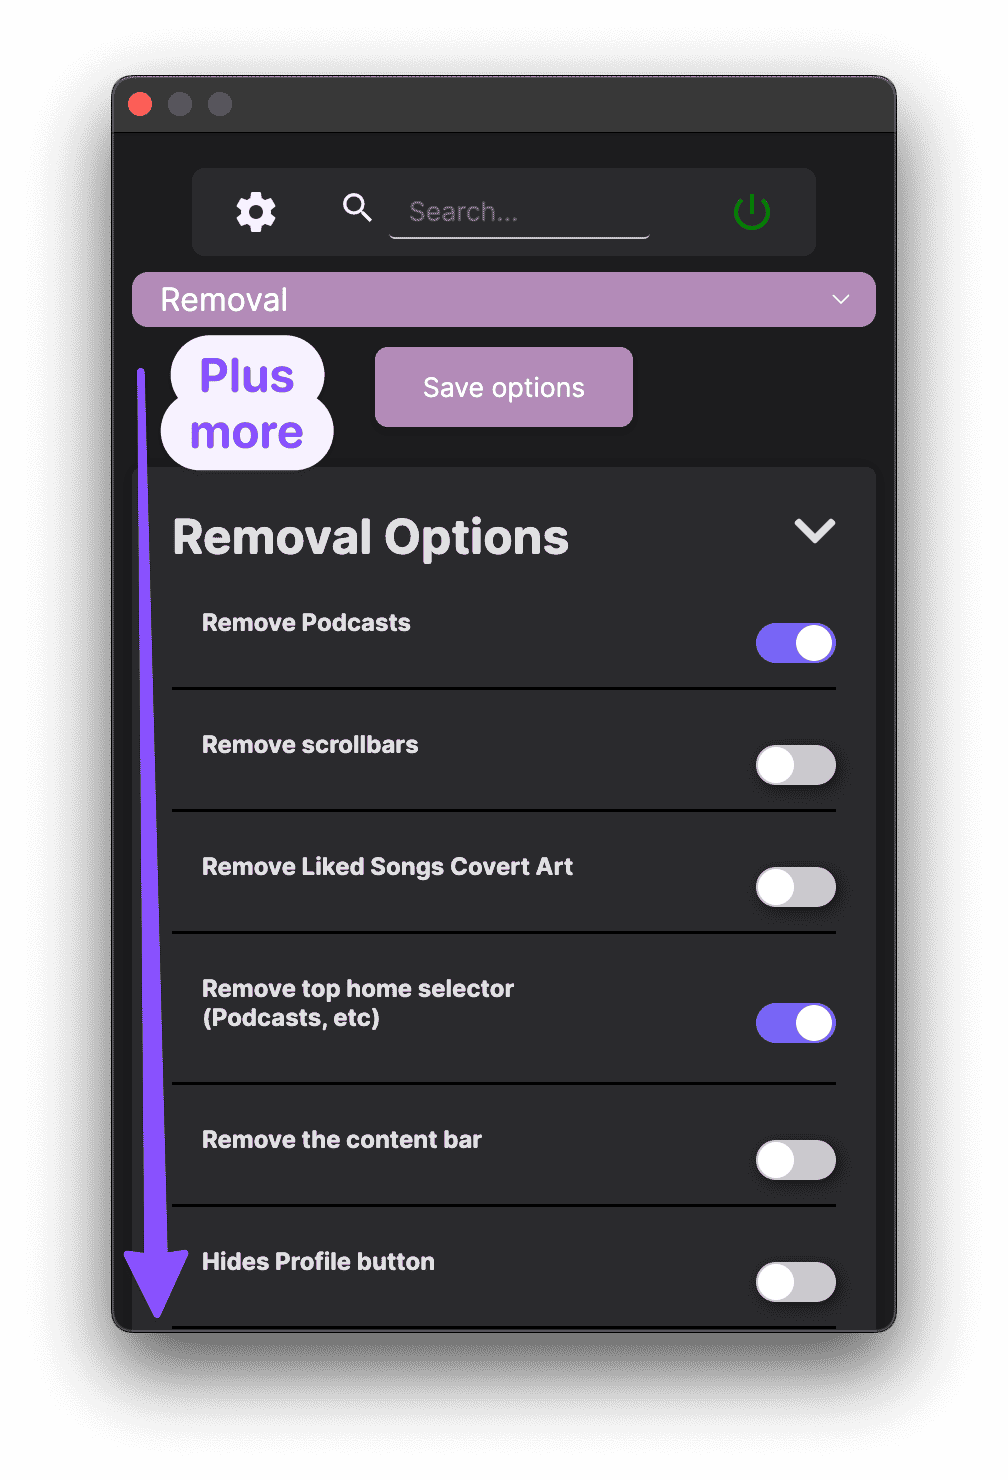 Search...
Removal
Plus
more
Save options
Removal Options
Remove Podcasts
Remove scrollbars
Remove Liked Songs Covert Art
Remove top home selector
(Podcasts, etc)
Remove the content bar
Hides Profile button